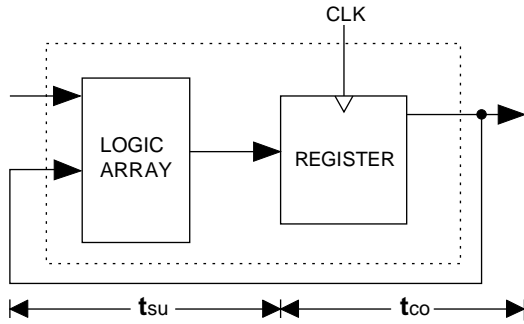 CLK
LOGIC
ARRAY
REGISTER
tsu
tco